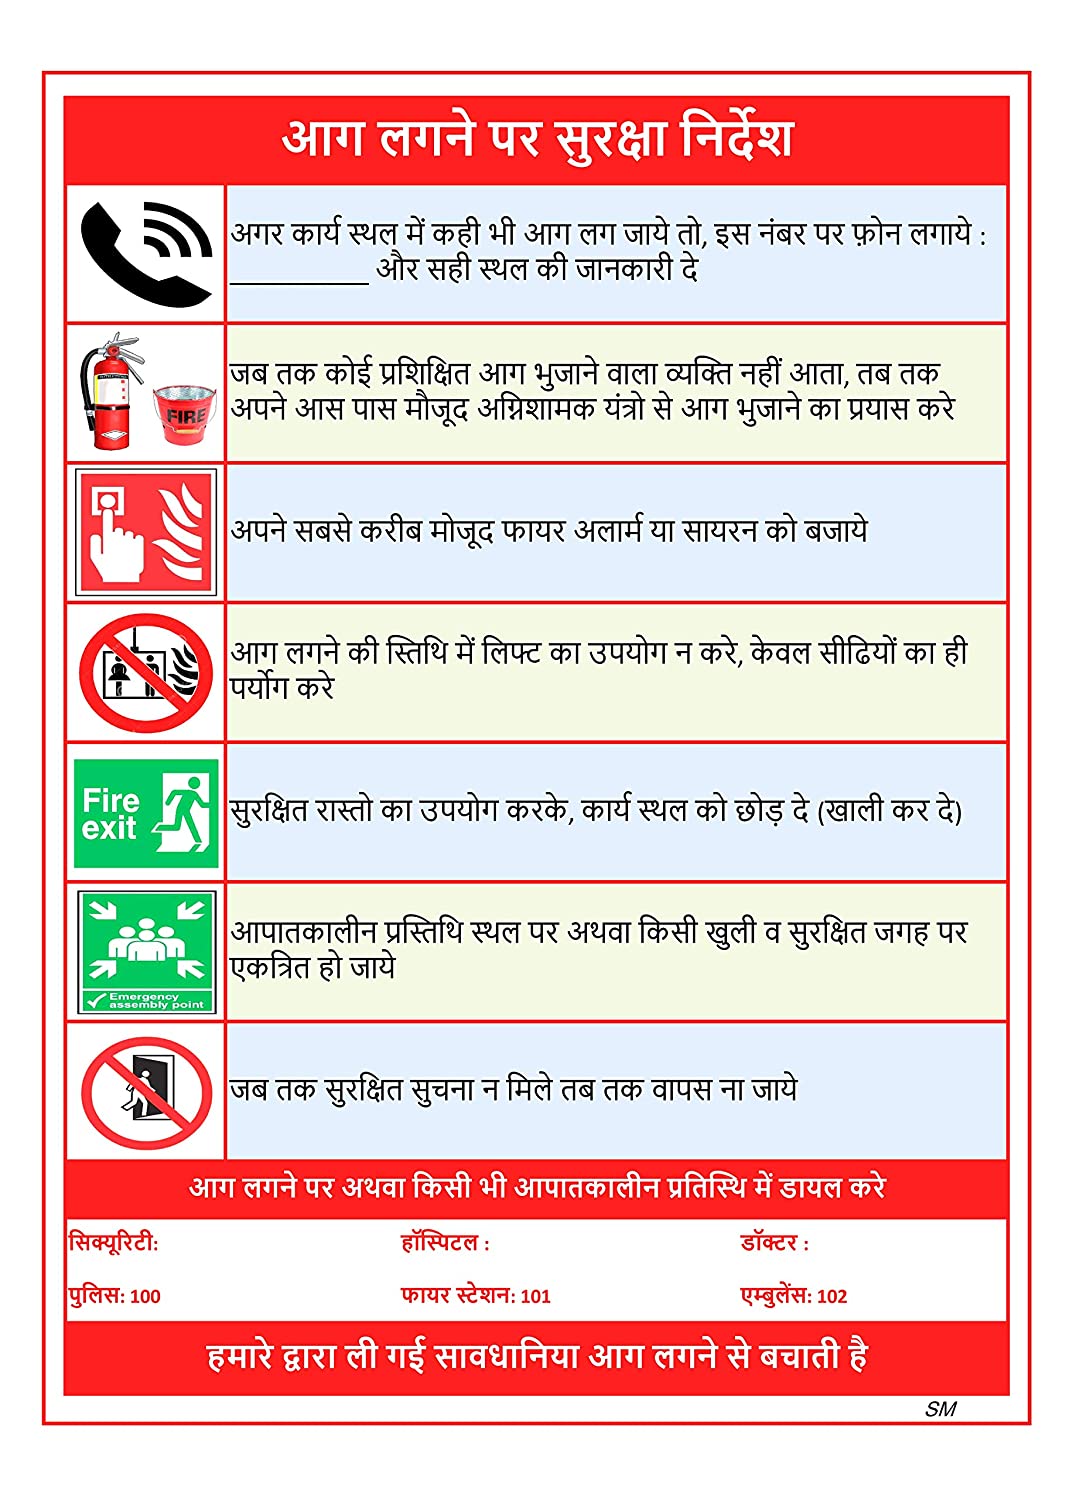 आग लगने पर सुरक्षा निर्देश
अगर कार्य स्थल में कही भी आग लग जाये तो, इस नंबर पर फ़ोन लगाये :
__________ और सही स्थल की जानकारी दे
FIRE
जब तक कोई प्रशिक्षित आग भुजाने वाला व्यक्ति नहीं आता, तब तक
अपने आस पास मौजूद अग्निशामक यंत्रो से आग भुजाने का प्रयास करे
अपने सबसे करीब मोजूद फायर अलार्म या सायरन को बजाये
आग लगने की स्तिथि में लिफ्ट का उपयोग न करे, केवल सीढियों का ही
पर्योग करे
Fire
exit
सुरक्षित रास्तो का उपयोग करके, कार्य स्थल को छोड़ दे (खाली कर दे)
Emergency
assembly point
आपातकालीन प्रस्तिथि स्थल पर अथवा किसी खुली व सुरक्षित जगह पर
एकत्रित हो जाये
जब तक सुरक्षित सुचना न मिले तब तक वापस ना जाये
आग लगने पर अथवा किसी भी आपातकालीन प्रतिस्थि में डायल करे
सिक्यूरिटी: हॉस्पिटल : डॉक्टर :
पुलिस: 100 फायर स्टेशन: 101 एम्बुलेंस: 102
हमारे द्वारा ली गई सावधानिया आग लगने से बचाती है
SM